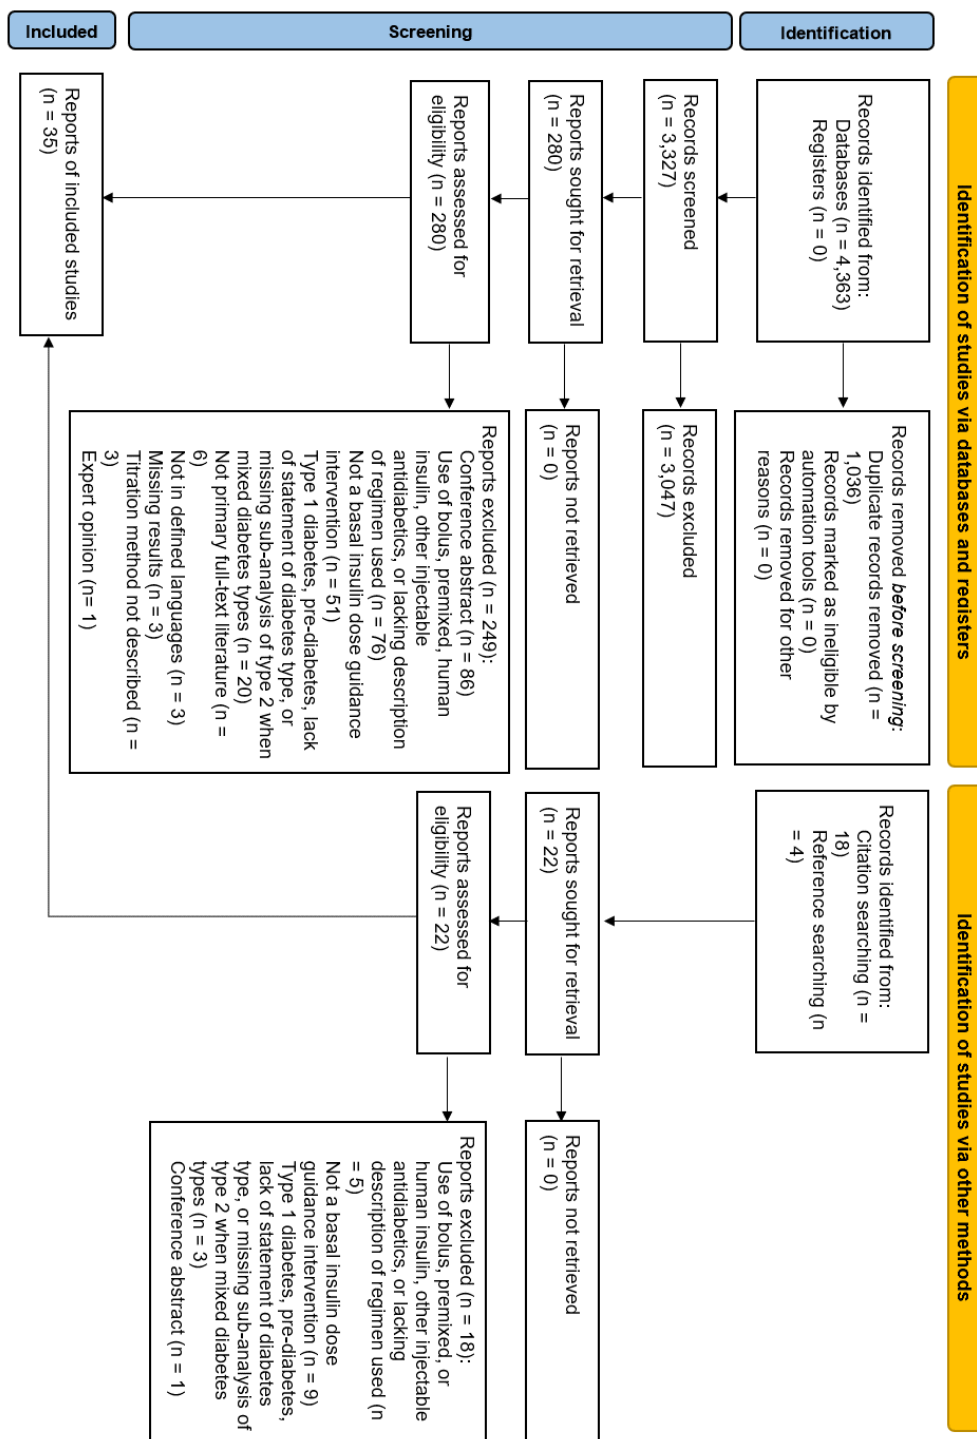 Identification of studies via databases and registers
Identification of studies via other methods
Identification
Screening
Included
Records identified from:
Databases (n = 4,363)
Registers (n = 0)
Records removed before screening:
Duplicate records removed (n =
1,036)
Records marked as ineligible by
automation tools (n = 0)
Records removed for other
reasons (n = 0)
Records identified from:
Citation searching (n =
18)
Reference searching (n
= 4)
Records screened
(n = 3,327)
Records excluded
(n = 3,047)
Reports sought for retrieval
(n = 280)
Reports not retrieved
(n = 0)
Reports sought for retrieval
(n = 22)
Reports not retrieved
(n = 0)
Reports assessed for
eligibility (n = 280)
Reports excluded (n = 249):
Conference abstract (n = 86)
Use of bolus, premixed, human
insulin, other injectable
antidiabetics, or lacking description
of regimen used (n = 76)
Not a basal insulin dose guidance
intervention (n = 51)
Type 1 diabetes, pre-diabetes, lack
of statement of diabetes type, or
missing sub-analysis of type 2 when
mixed diabetes types (n = 20)
Not primary full-text literature (n =
6)
Not in defined languages (n = 3)
Missing results (n = 3)
Titration method not described (n =
3)
Expert opinion (n= 1)
Reports assessed for
eligibility (n = 22)
Reports excluded (n = 18):
Use of bolus, premixed, or
human insulin, other injectable
antidiabetics, or lacking
description of regimen used (n
= 5)
Not a basal insulin dose
guidance intervention (n = 9)
Type 1 diabetes, pre-diabetes,
lack of statement of diabetes
type, or missing sub-analysis of
type 2 when mixed diabetes
types (n = 3)
Conference abstract (n = 1)
Reports of included studies
(n = 35)